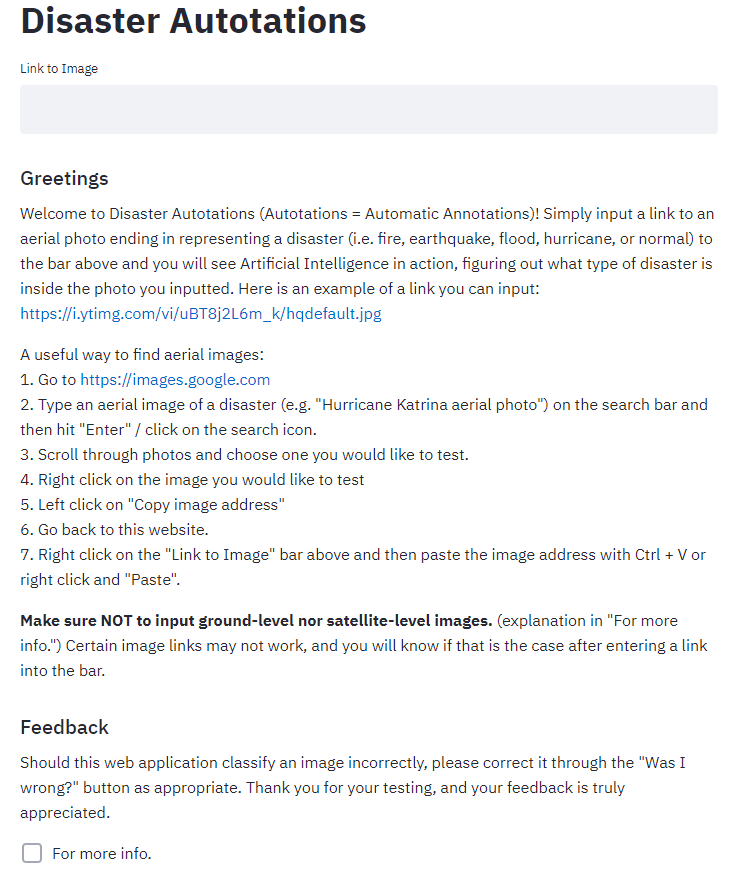 Disaster Autotations
Link to Image
Greetings
Welcome to Disaster Autotations (Autotations = Automatic Annotations)! Simply input a link to an
aerial photo ending in representing a disaster (i.e. fire, earthquake, flood, hurricane, or normal) to
the bar above and you will see Artificial Intelligence in action, figuring out what type of disaster is
inside the photo you inputted. Here is an example of a link you can input:
https://i.ytimg.com/vi/uBT8j2L6m_k/hqdefault.jpg
A useful way to find aerial images:
1. Go to https://images.google.com
2. Type an aerial image of a disaster (e.g. "Hurricane Katrina aerial photo") on the search bar and
then hit "Enter" / click on the search icon.
3. Scroll through photos and choose one you would like to test.
4. Right click on the image you would like to test
5. Left click on "Copy image address"
6. Go back to this website.
7. Right click on the "Link to Image" bar above and then paste the image address with Ctrl + V or
right click and "Paste".
Make sure NOT to input ground-level nor satellite-level images. (explanation in "For more
info.") Certain image links may not work, and you will know if that is the case after entering a link
into the bar.
Feedback
Should this web application classify an image incorrectly, please correct it through the "Was I
wrong?" button as appropriate. Thank you for your testing, and your feedback is truly
appreciated.
For more info.